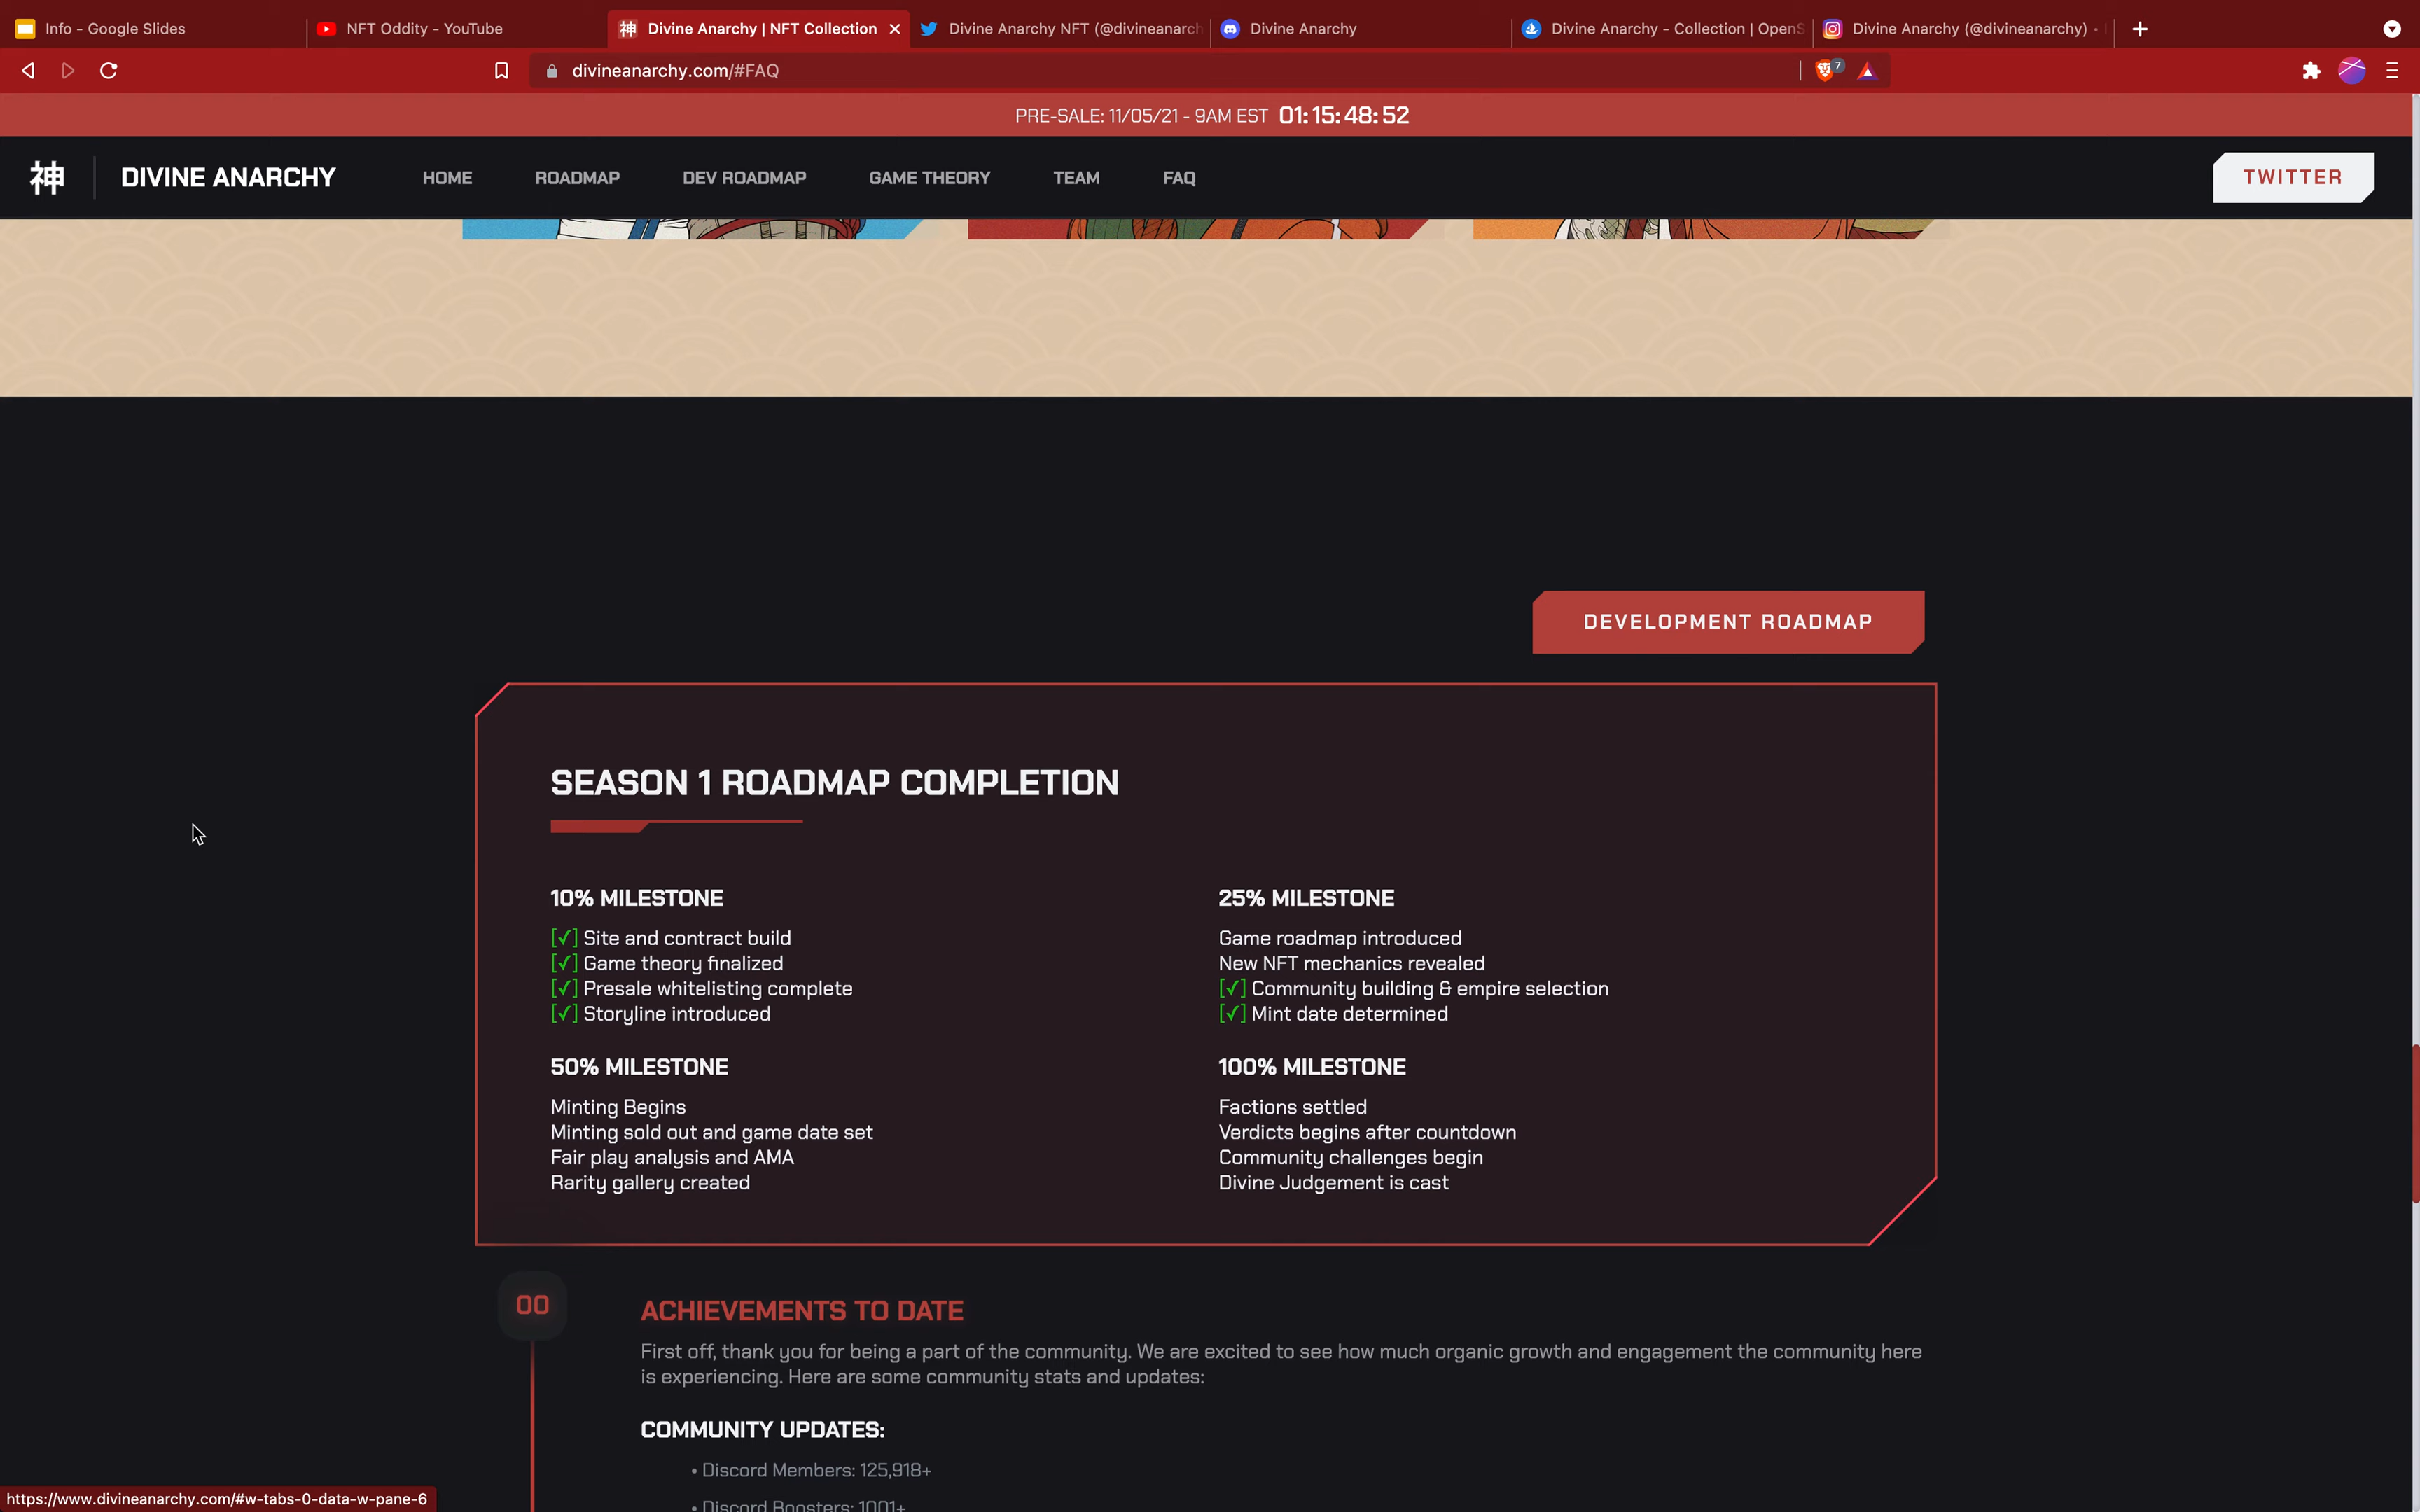 Info - Google Slides
NFT Oddity - YouTube
Divine Anarchy | NFT Collection
Divine Anarchy NFT (@divineanarch
Divine Anarchy
Divine Anarchy - Collection | OpenS
Divine Anarchy (@divineanarchy) •
divineanarchy.com/#FAQ
7
PRE-SALE: 11/05/21 - 9AM EST 01:15:48:52
神 DIVINE ANARCHY
HOME
ROADMAP
DEV ROADMAP
GAME THEORY
TEAM
FAQ
TWITTER
DEVELOPMENT ROADMAP
SEASON 1 ROADMAP COMPLETION
10% MILESTONE
[✓] Site and contract build
[✓] Game theory finalized
[✓] Presale whitelisting complete
[✓] Storyline introduced
25% MILESTONE
Game roadmap introduced
New NFT mechanics revealed
[✓] Community building & empire selection
[✓] Mint date determined
50% MILESTONE
Minting Begins
Minting sold out and game date set
Fair play analysis and AMA
Rarity gallery created
100% MILESTONE
Factions settled
Verdicts begins after countdown
Community challenges begin
Divine Judgement is cast
00
ACHIEVEMENTS TO DATE
First off, thank you for being a part of the community. We are excited to see how much organic growth and engagement the community here
is experiencing. Here are some community stats and updates:
COMMUNITY UPDATES:
• Discord Members: 125,918+
• Discord Boosters: 1001+
https://www.divineanarchy.com/#w-tabs-0-data-w-pane-6